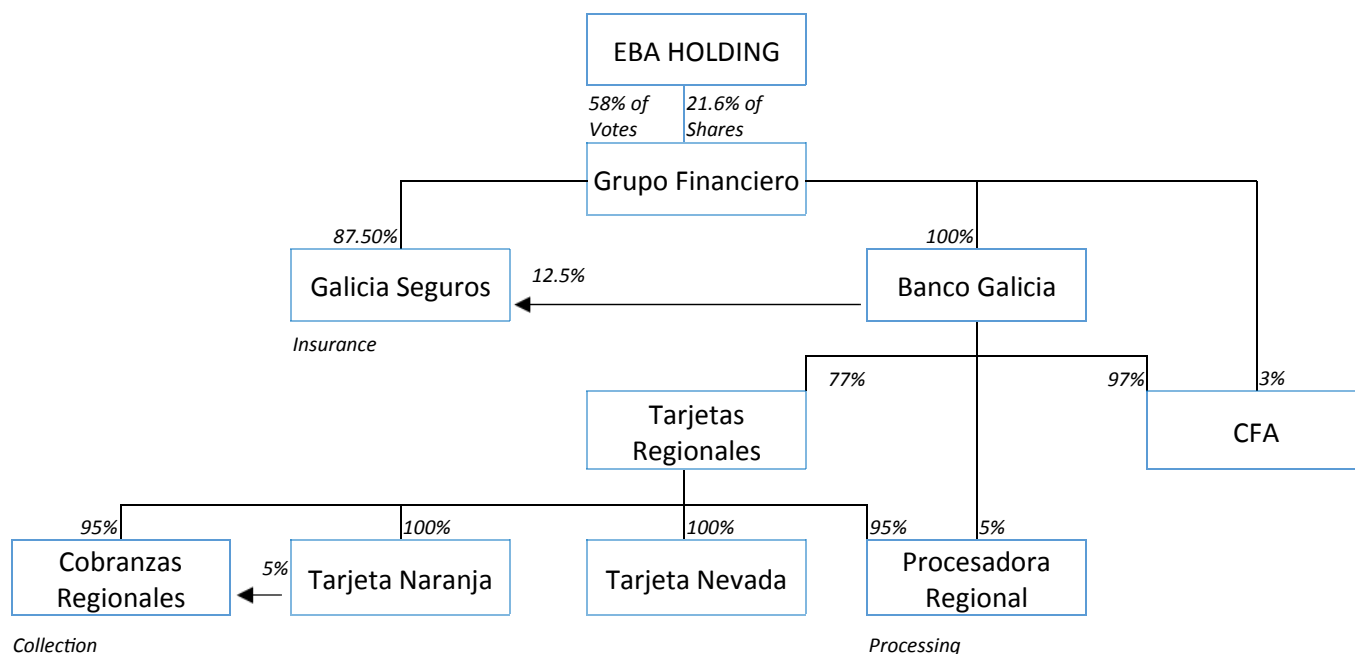 EBA HOLDING
58% of
Votes
21.6% of
Shares
Grupo Financiero
87.50%
100%
Galicia Seguros
12.5%
Banco Galicia
Insurance
77%
97%
3%
Tarjetas
Regionales
CFA
95%
100%
100%
95%
5%
Cobranzas
Regionales
5%
Tarjeta Naranja
Tarjeta Nevada
Procesadora
Regional
Collection
Processing